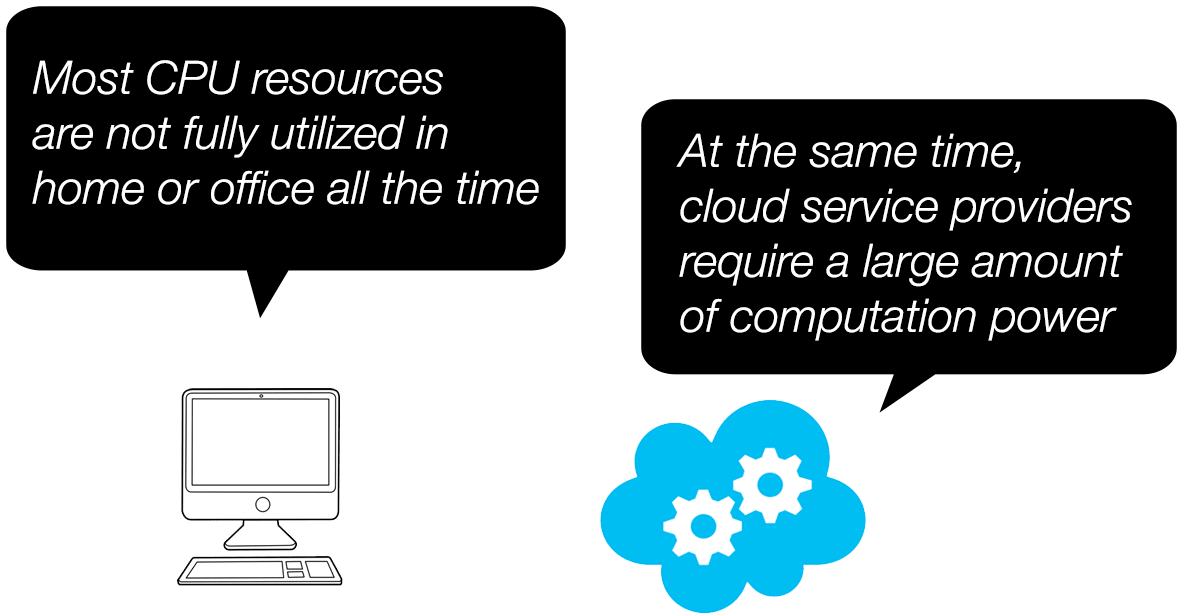 Most CPU resources
are not fully utilized in
home or office all the time
At the same time,
cloud service providers
require a large amount
of computation power